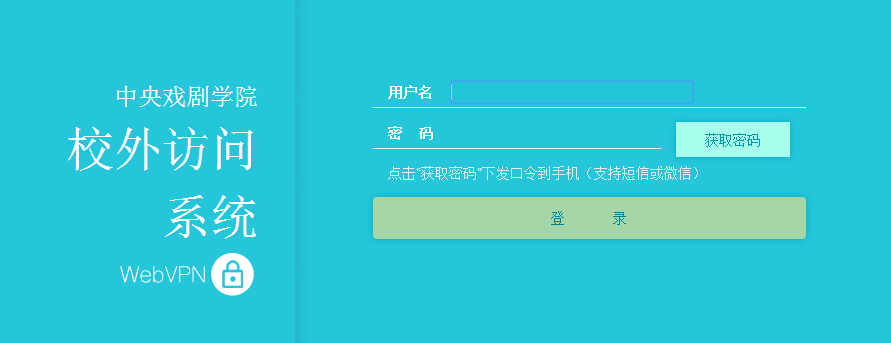 中央戏剧学院
校外访问
系统
WebVPN
用户名
密 码
获取密码
点击“获取密码”下发口令到手机（支持短信或微信）
登 录